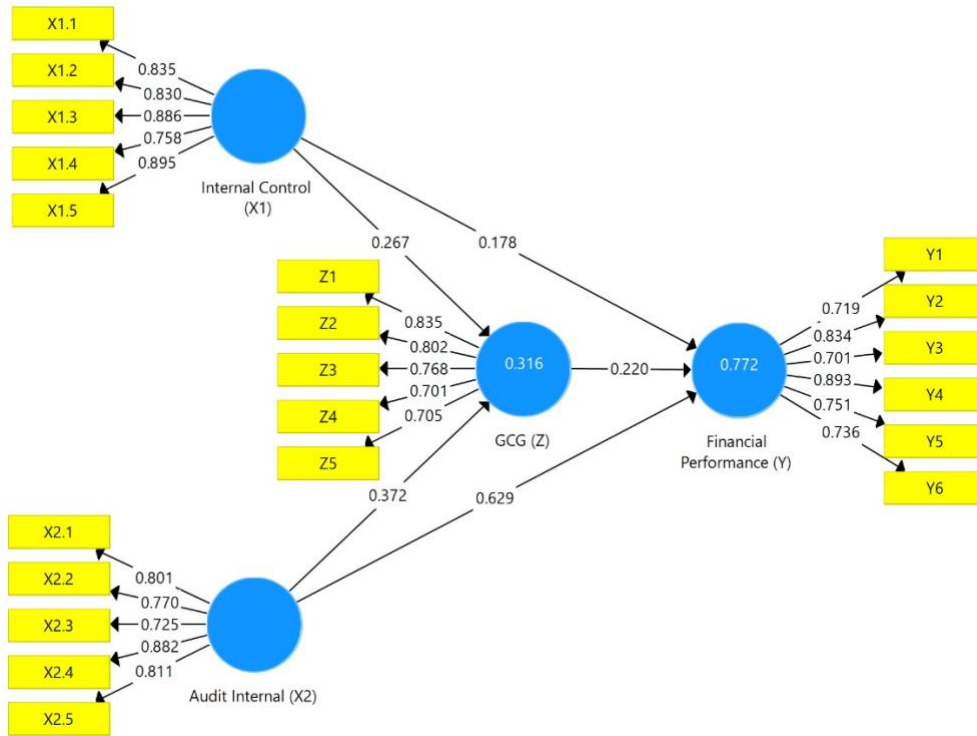 X1.1
X1.2
X1.3
X1.4
X1.5
0.835
0.830
0.886
0.758
0.895
Internal Control
(X1)
0.267
0.178
Z1
Z2
Z3
Z4
Z5
0.835
0.802
0.768
0.701
0.705
0.316
GCG (Z)
0.220
0.772
Financial
Performance (Y)
0.719
0.834
0.701
0.893
0.751
0.736
Y1
Y2
Y3
Y4
Y5
Y6
0.372
0.629
X2.1
X2.2
X2.3
X2.4
X2.5
0.801
0.770
0.725
0.882
0.811
Audit Internal (X2)